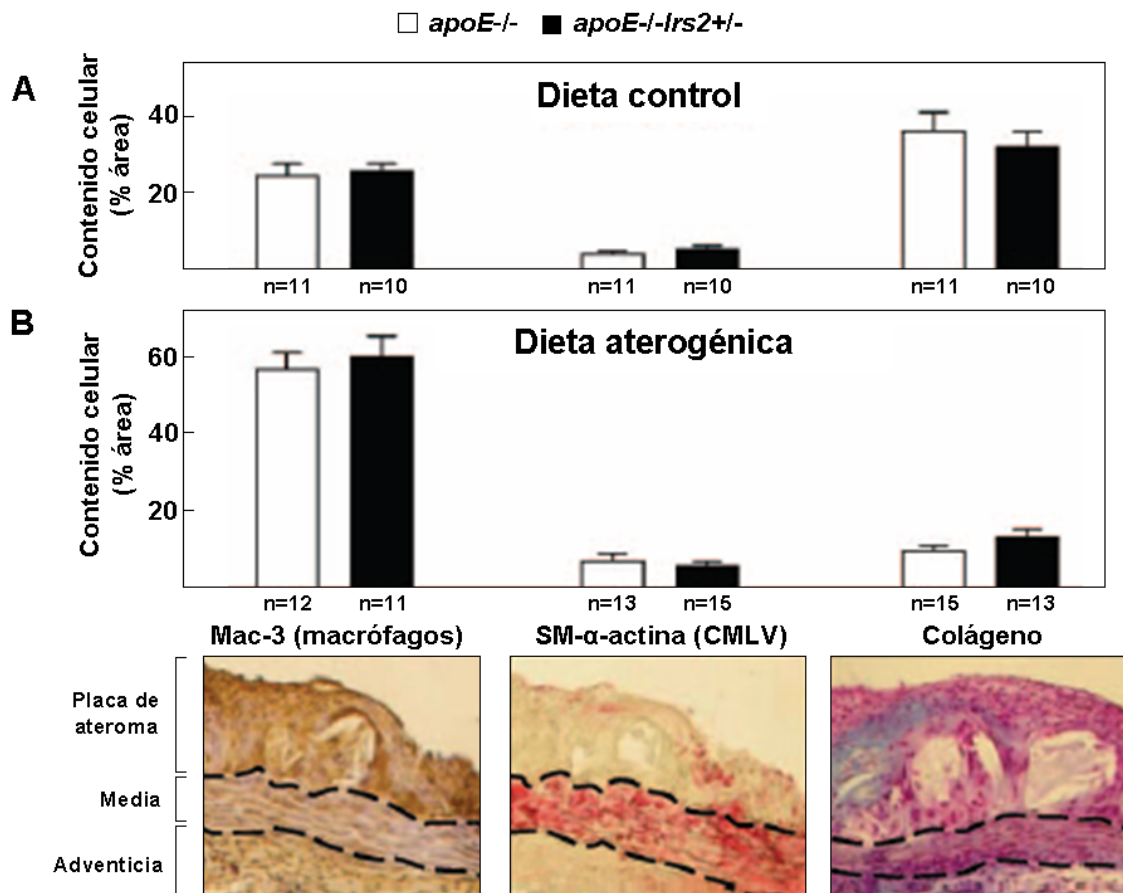 apoE-/- apoE-/-Irs2+/-
A
Dieta control
Contenido celular
(% área)
40
20
n=11 n=10 n=11 n=10 n=11 n=10
B
Dieta aterogénica
Contenido celular
(% área)
60
40
20
n=12 n=11 n=13 n=15 n=15 n=13
Mac-3 (macrófagos) SM-α-actina (CMLV) Colágeno
Placa de
ateroma
Media
Adventicia